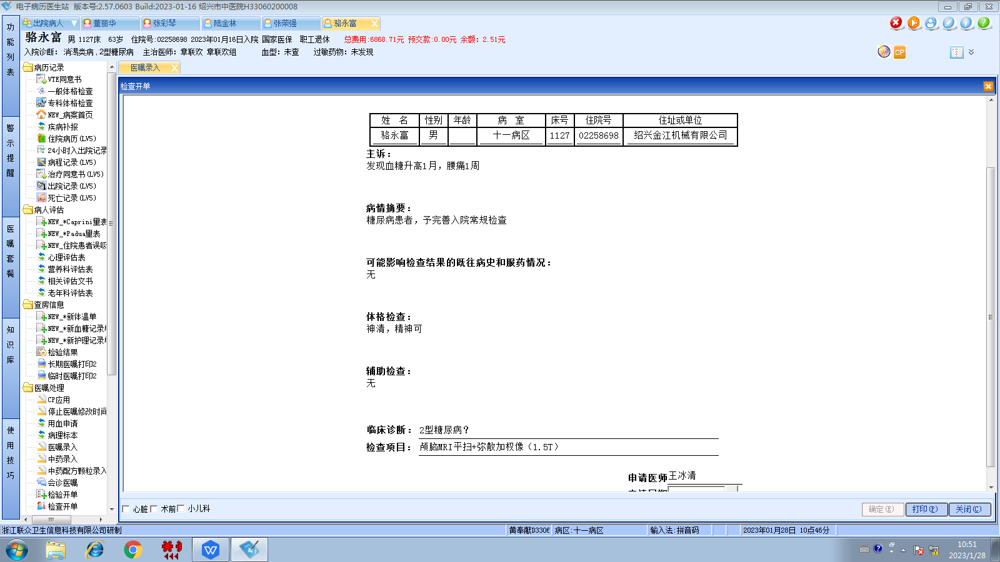 电子病历医生站 版本号:2.57.0603 Build:2023-01-16 绍兴市中医院H33060200008
出院病人 董丽华 张彩琴 陆金林 张荣强 骆永富
骆永富 男 1127床 63岁 住院号:02258698 2023年01月16日入院 国家医保 职工退休 总费用:6868.71元 预交款:0.00元 余额: 2.51元
入院诊断: 消渴类病,2型糖尿病 主治医师: 章联欢 章联欢组 血型: 未查 过敏药物: 未发现
CP
功能列表
警示提醒
医嘱套餐
知识库
使用技巧
病历记录
VTE同意书
一般体格检查
专科体格检查
NEW_病案首页
疾病补报
住院病历(LV5)
24小时入出院记录
病程记录(LV5)
治疗同意书(LV5)
出院记录(LV5)
死亡记录(LV5)
病人评估
NEW_*Caprini量表
NEW_*Padua量表
NEW_住院患者误吸
心理评估表
营养科评估表
相关评估文书
老年科评估表
查房信息
NEW_*新体温单
NEW_*新血糖记录单
NEW_*新护理记录单
检验结果
长期医嘱打印2
临时医嘱打印2
医嘱处理
CP应用
停止医嘱修改时间
用血申请
病理标本
医嘱录入
中药录入
中药配方颗粒录入
会诊医嘱
检验开单
检查开单
医嘱录入
检查开单
姓 名 性别 年龄 病 室 床号 住院号 住址或单位
骆永富 男 十一病区 1127 02258698 绍兴金江机械有限公司
主诉:
发现血糖升高1月，腰痛1周
病情摘要:
糖尿病患者，予完善入院常规检查
可能影响检查结果的既往病史和服药情况:
无
体格检查:
神清，精神可
辅助检查:
无
临床诊断: 2型糖尿病?
检查项目: 颅脑MRI平扫+弥散加权像（1.5T）
申请医师 王冰清
申请日期
心脏 术前 小儿科
确定(E) 打印(P) 关闭(C)
浙江联众卫生信息科技有限公司研制 黄奉献D3306 病区:十一病区 输入法:拼音码 2023年01月28日 10点46分
10:51
2023/1/28